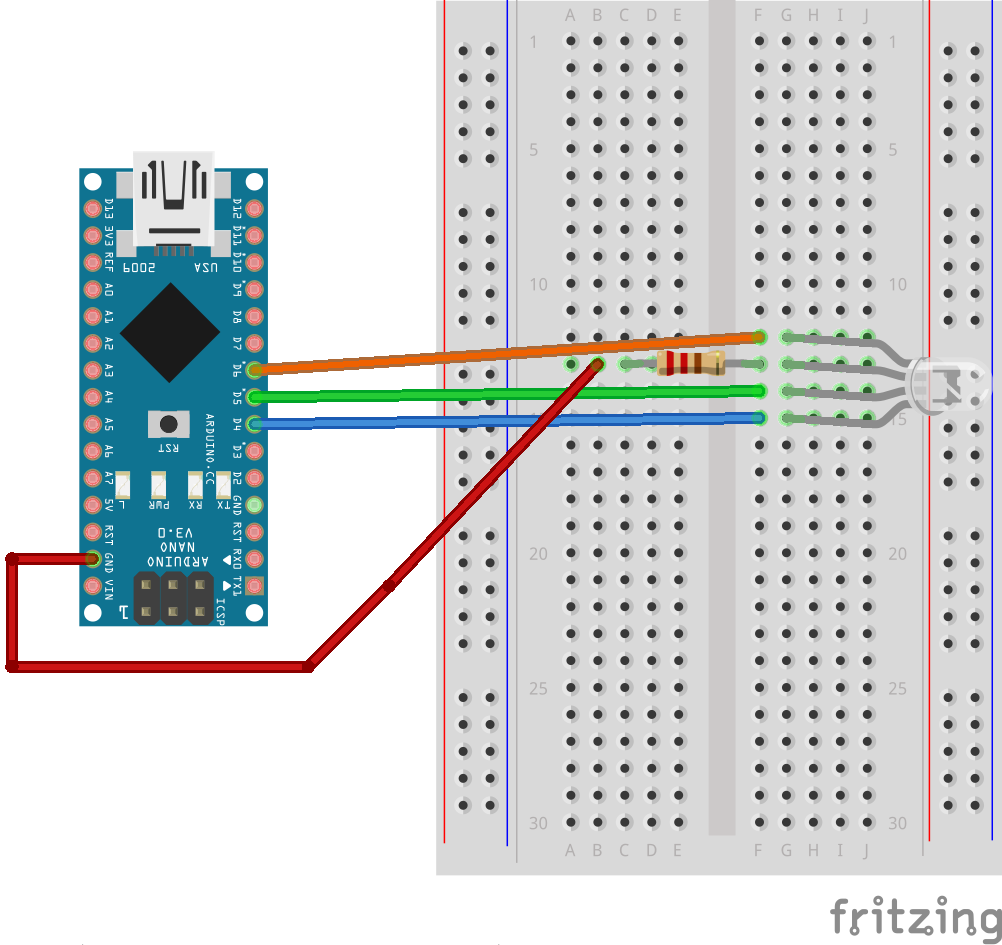 A B C D E F G H I J
1 1
5 5
10 10
15
20 20
25 25
30 30
A B C D E F G H I J
D13
3V3
REF
A0
A1
A2
A3
A4
A5
A6
A7
5V
RST
GND
VIN
D12
D11
D10
D9
D8
D7
D6
D5
D4
D3
D2
GND
RST
RX0
TX1
USA
2009
RST
ARDUINO.CC
TX
RX
PWR
L
ARDUINO
NANO
V3.0
ICSP
1
fritzing